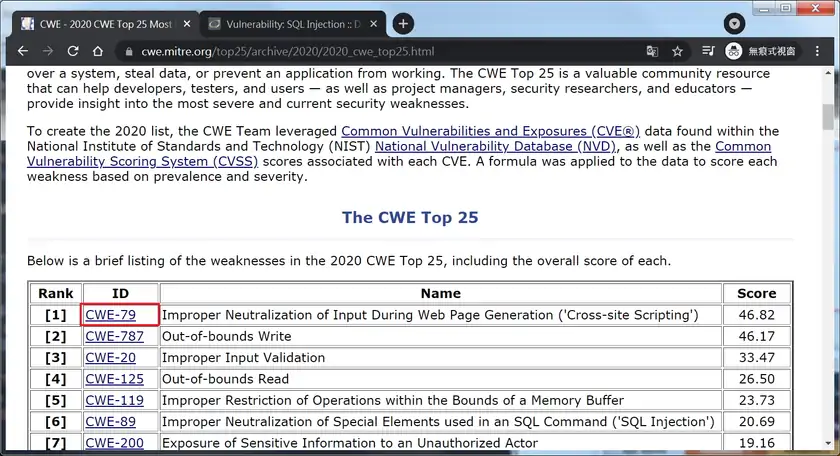 CWE - 2020 CWE Top 25 Most
Vulnerability: SQL Injection :: D
cwe.mitre.org/top25/archive/2020/2020_cwe_top25.html
無痕式視窗
over a system, steal data, or prevent an application from working. The CWE Top 25 is a valuable community resource
that can help developers, testers, and users — as well as project managers, security researchers, and educators —
provide insight into the most severe and current security weaknesses.
To create the 2020 list, the CWE Team leveraged Common Vulnerabilities and Exposures (CVE®) data found within the
National Institute of Standards and Technology (NIST) National Vulnerability Database (NVD), as well as the Common
Vulnerability Scoring System (CVSS) scores associated with each CVE. A formula was applied to the data to score each
weakness based on prevalence and severity.
The CWE Top 25
Below is a brief listing of the weaknesses in the 2020 CWE Top 25, including the overall score of each.
Rank ID Name Score
[1] CWE-79 Improper Neutralization of Input During Web Page Generation ('Cross-site Scripting') 46.82
[2] CWE-787 Out-of-bounds Write 46.17
[3] CWE-20 Improper Input Validation 33.47
[4] CWE-125 Out-of-bounds Read 26.50
[5] CWE-119 Improper Restriction of Operations within the Bounds of a Memory Buffer 23.73
[6] CWE-89 Improper Neutralization of Special Elements used in an SQL Command ('SQL Injection') 20.69
[7] CWE-200 Exposure of Sensitive Information to an Unauthorized Actor 19.16